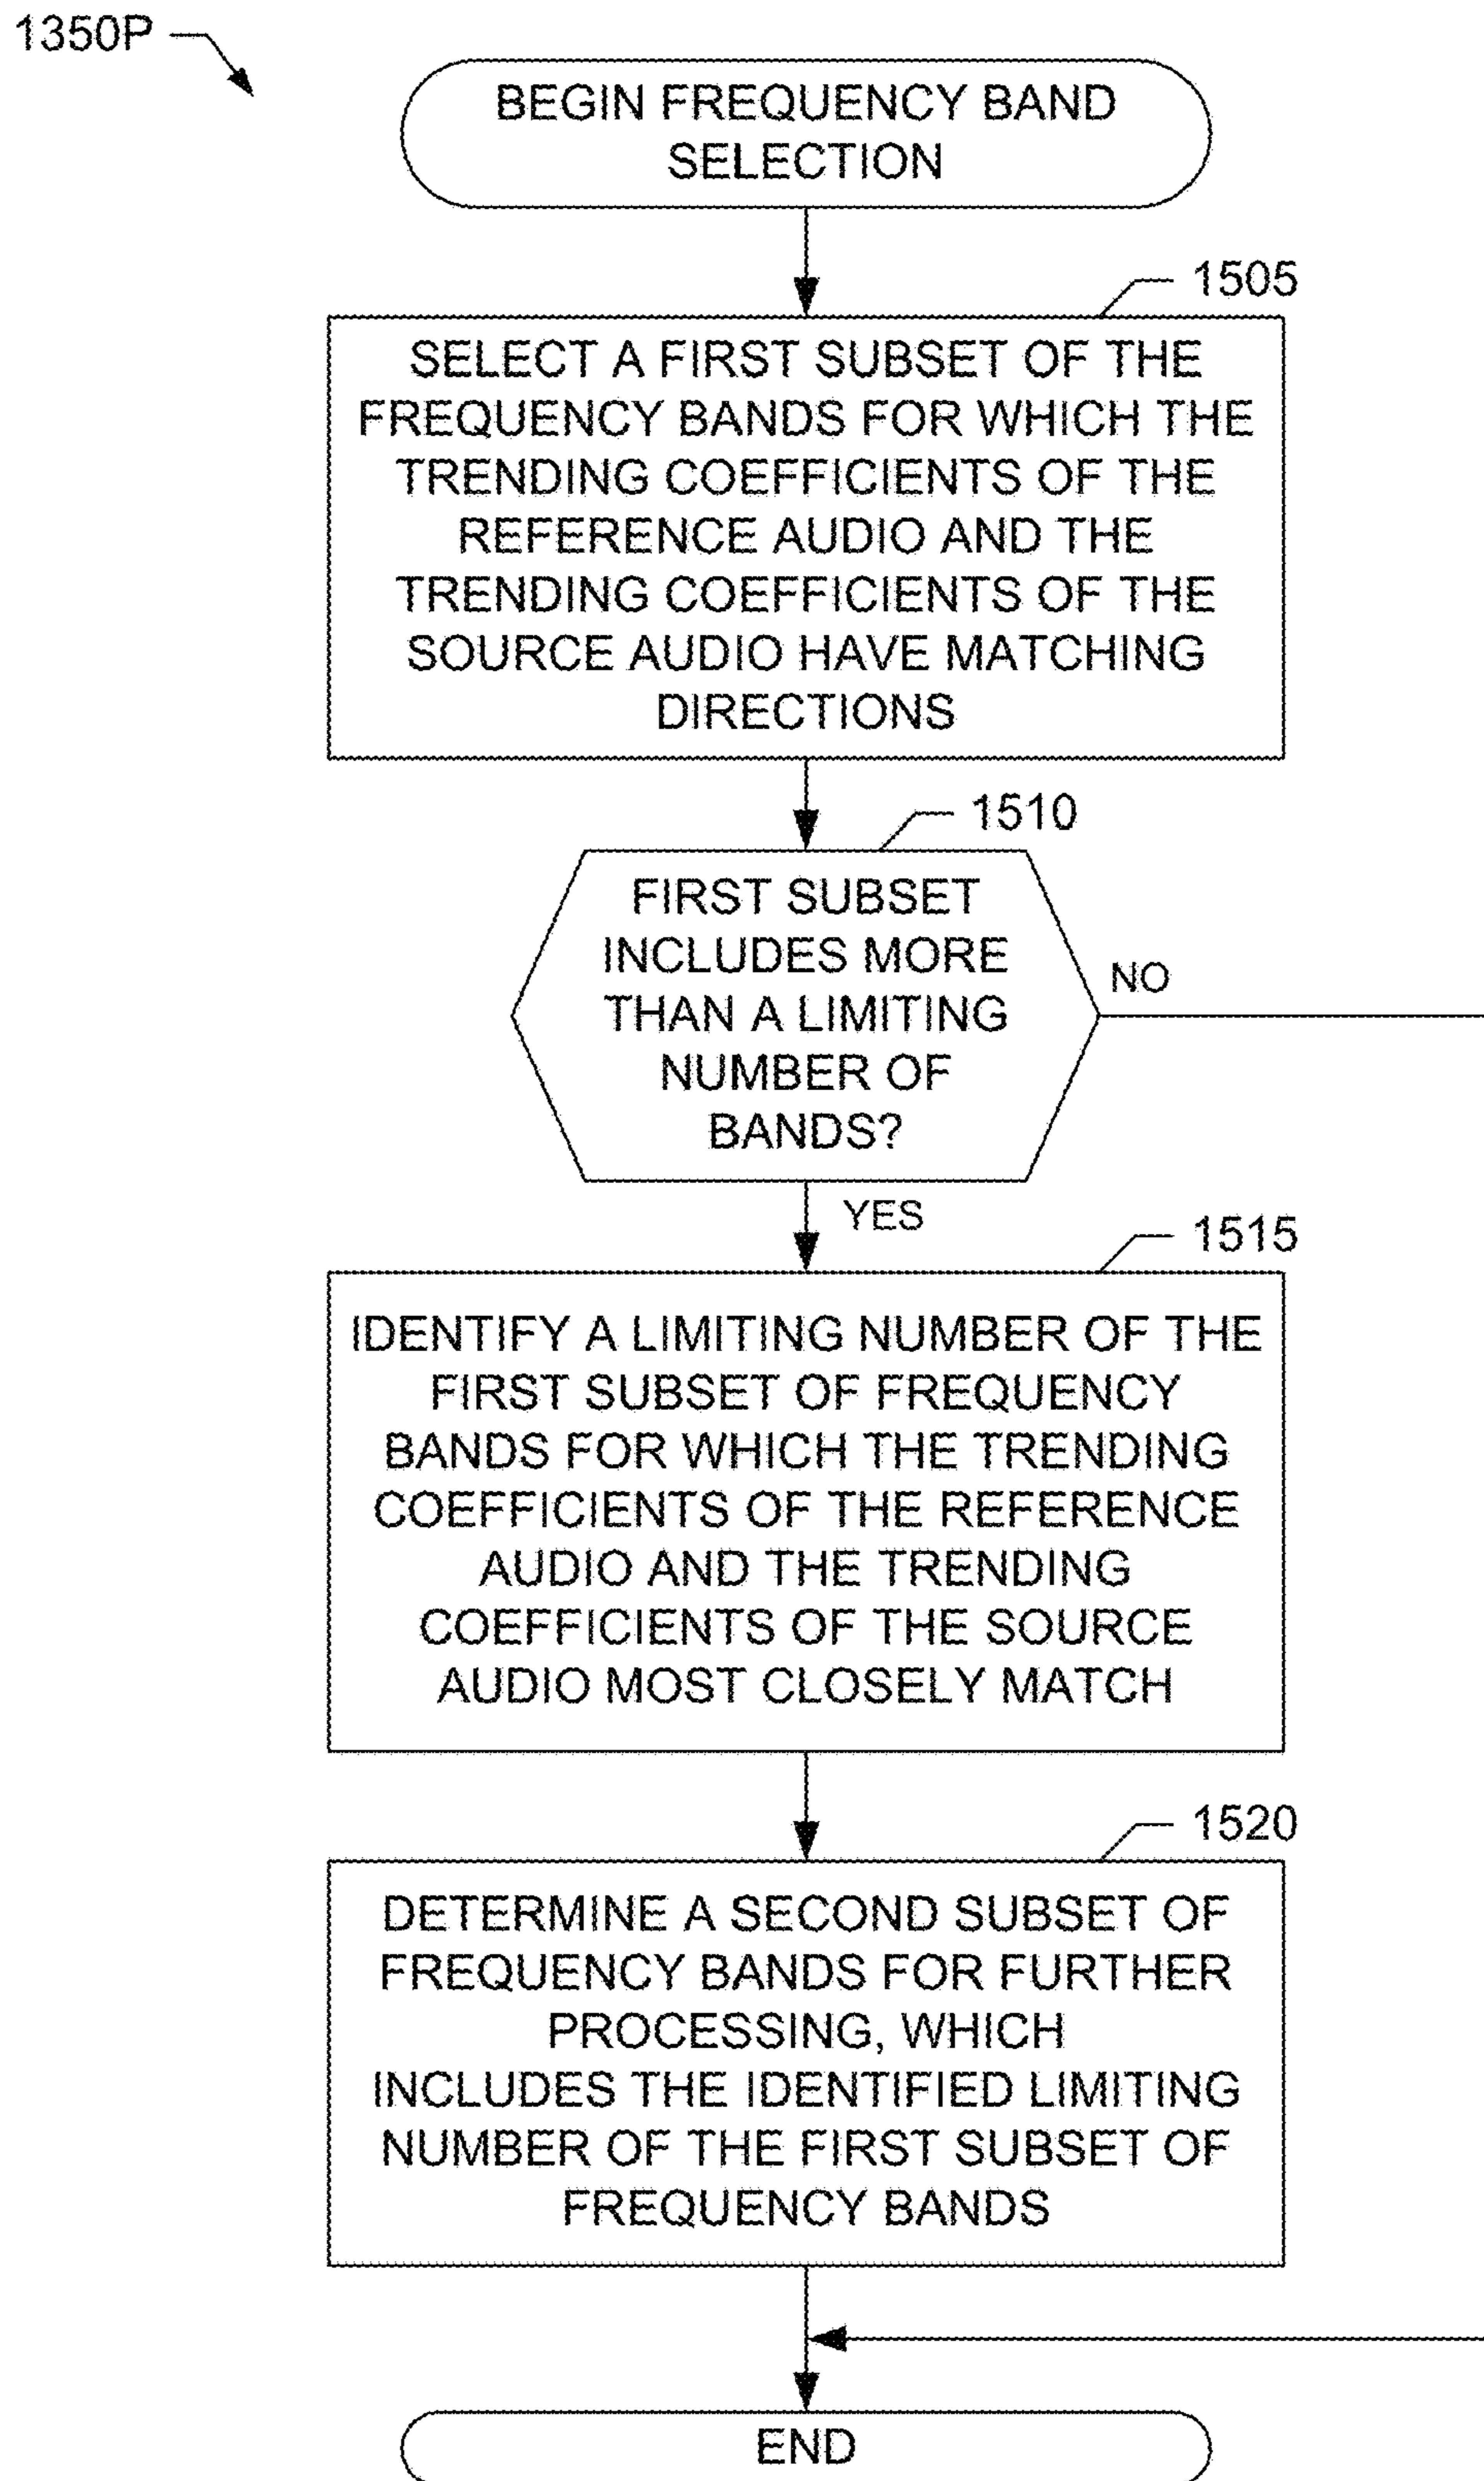 1350P
BEGIN FREQUENCY BAND
SELECTION
1505
SELECT A FIRST SUBSET OF THE
FREQUENCY BANDS FOR WHICH THE
TRENDING COEFFICIENTS OF THE
REFERENCE AUDIO AND THE
TRENDING COEFFICIENTS OF THE
SOURCE AUDIO HAVE MATCHING
DIRECTIONS
1510
FIRST SUBSET
INCLUDES MORE
THAN A LIMITING
NUMBER OF
BANDS?
NO
YES
1515
IDENTIFY A LIMITING NUMBER OF THE
FIRST SUBSET OF FREQUENCY
BANDS FOR WHICH THE TRENDING
COEFFICIENTS OF THE REFERENCE
AUDIO AND THE TRENDING
COEFFICIENTS OF THE SOURCE
AUDIO MOST CLOSELY MATCH
1520
DETERMINE A SECOND SUBSET OF
FREQUENCY BANDS FOR FURTHER
PROCESSING, WHICH
INCLUDES THE IDENTIFIED LIMITING
NUMBER OF THE FIRST SUBSET OF
FREQUENCY BANDS
END